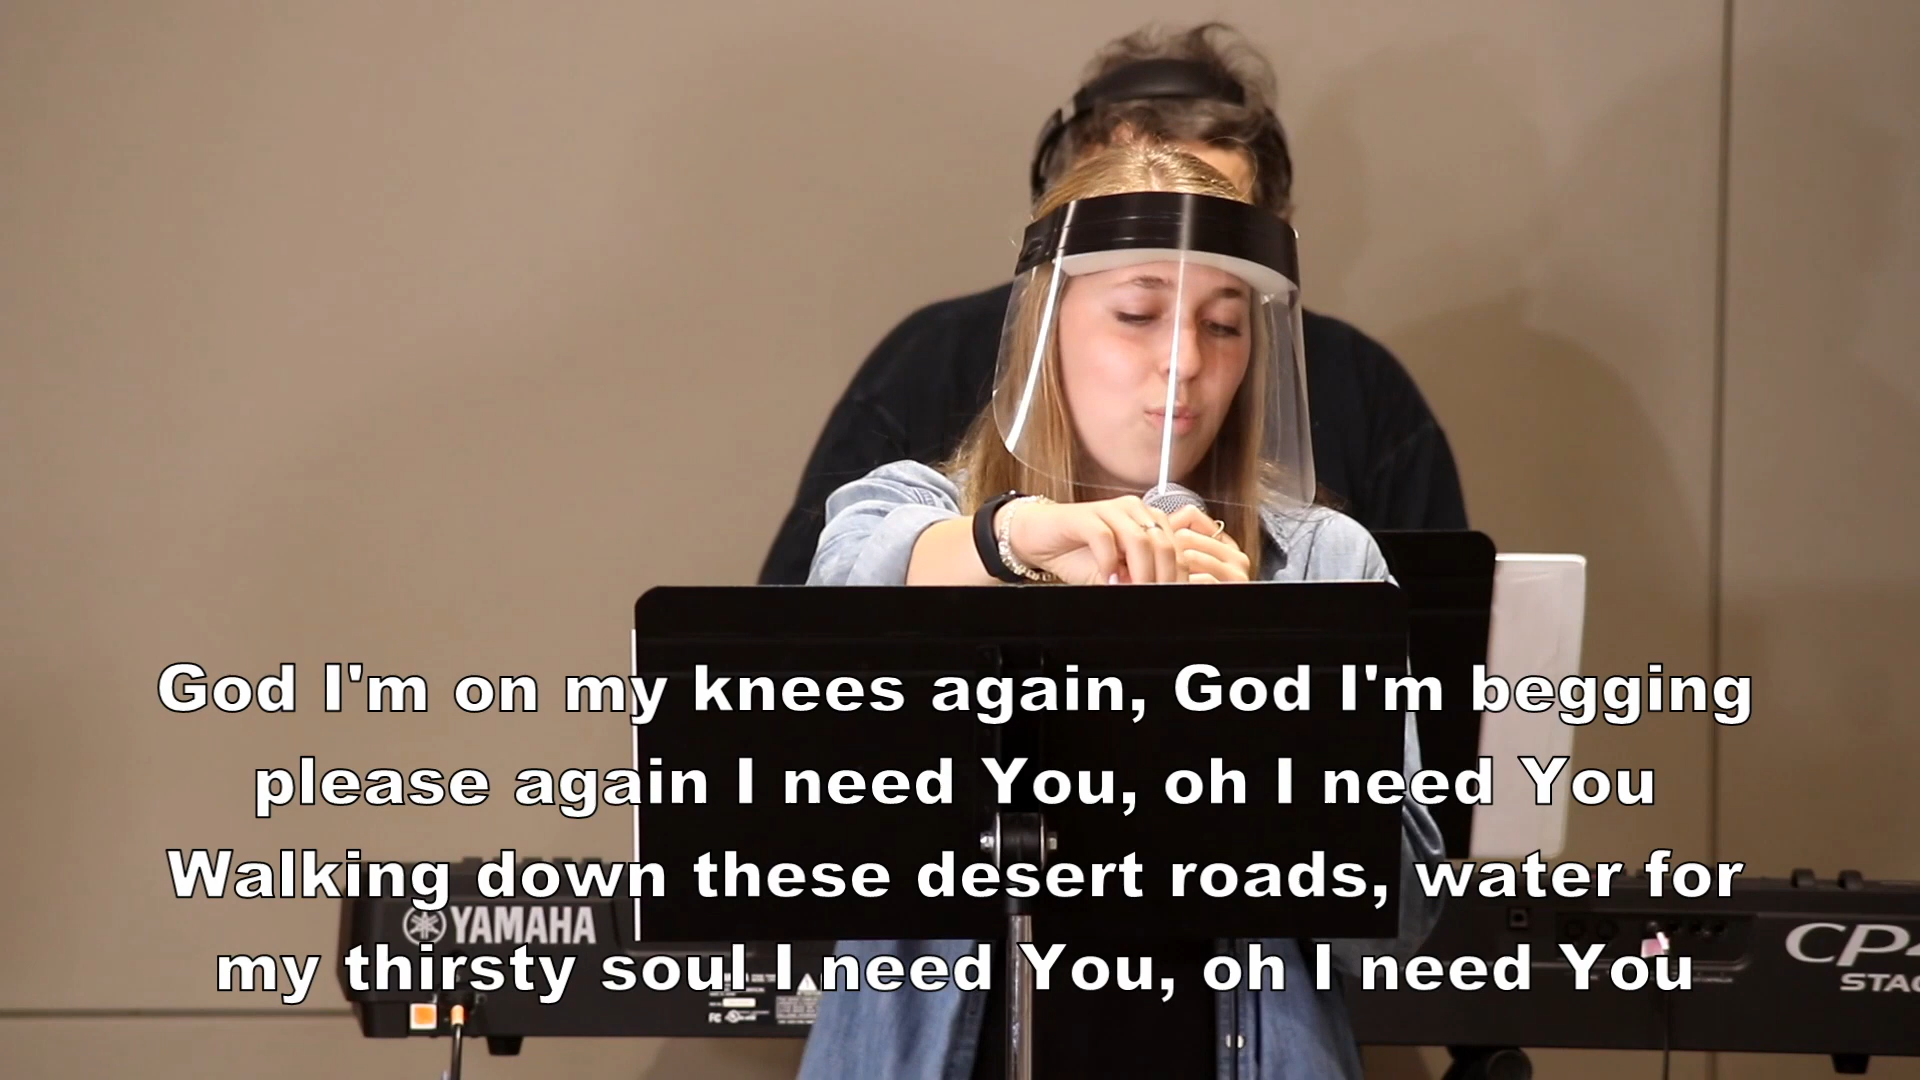 God I'm on my knees again, God I'm begging
please again I need You, oh I need You
Walking down these desert roads, water for
my thirsty soul I need You, oh I need You
YAMAHA
STAG
FC